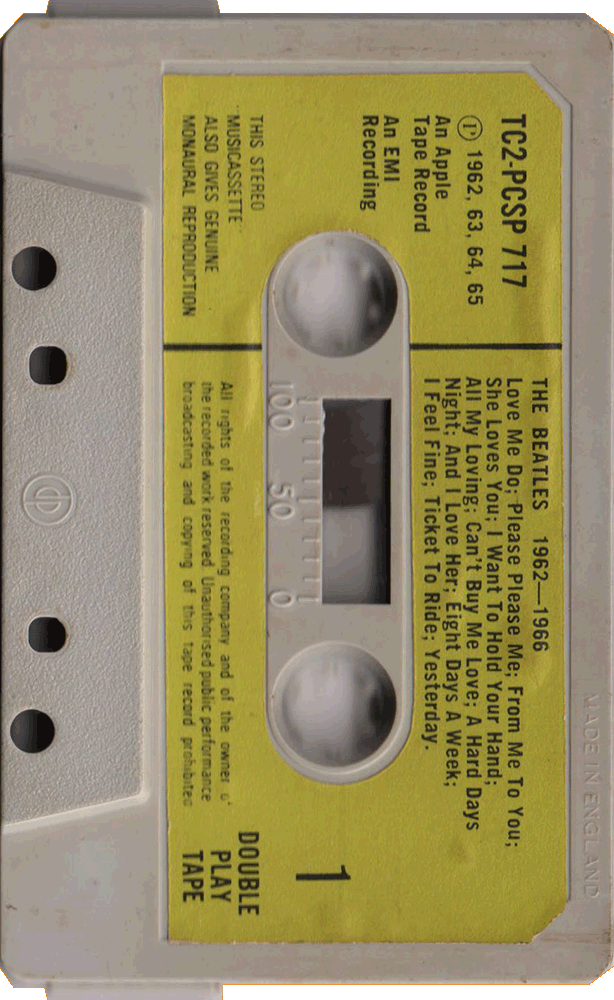 TC2-PCSP 717
Ⓟ 1962, 63, 64, 65
An Apple
Tape Record
An EMI
Recording
THIS STEREO
"MUSICASSETTE"
ALSO GIVES GENUINE
MONAURAL REPRODUCTION
THE BEATLES 1962—1966
Love Me Do; Please Please Me; From Me To You;
She Loves You; I Want To Hold Your Hand;
All My Loving; Can't Buy Me Love; A Hard Days
Night; And I Love Her; Eight Days A Week;
I Feel Fine; Ticket To Ride; Yesterday.
100 50 0
All rights of the recording company and of the owner o'
the recorded work reserved Unauthorised public performance
broadcasting and copying of this tape record prohibited
1
DOUBLE
PLAY
TAPE
MADE IN ENGLAND